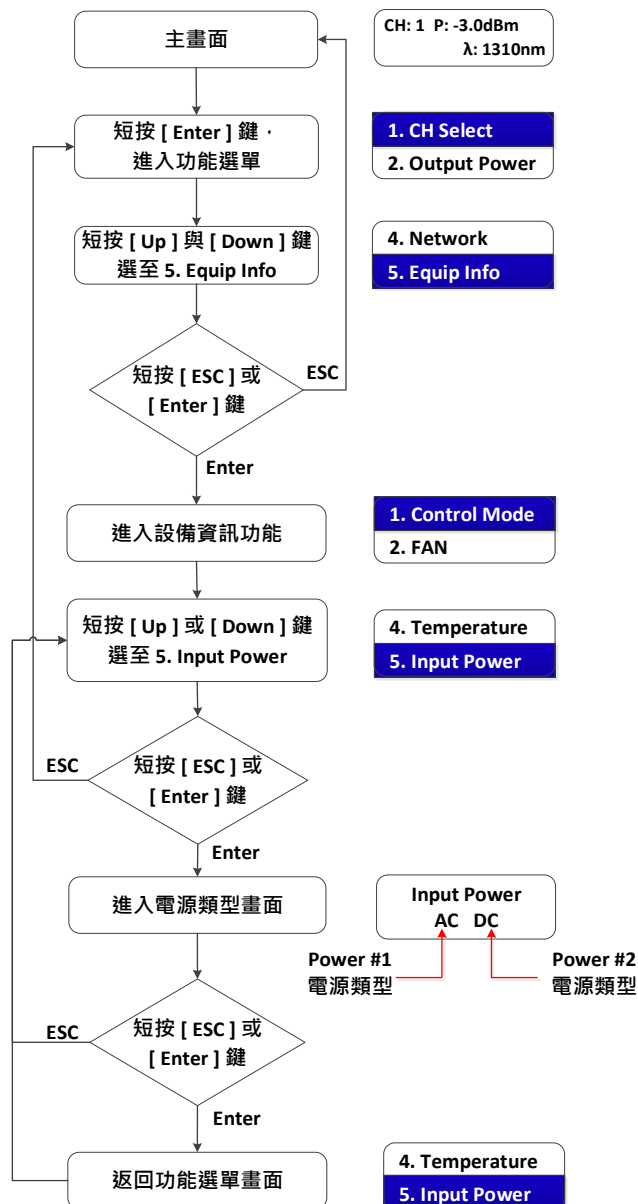 主畫面
CH: 1 P: -3.0dBm
λ: 1310nm
短按 [ Enter ] 鍵，
進入功能選單
1. CH Select
2. Output Power
短按 [ Up ] 與 [ Down ] 鍵
選至 5. Equip Info
4. Network
5. Equip Info
短按 [ ESC ] 或
[ Enter ] 鍵
ESC
Enter
進入設備資訊功能
1. Control Mode
2. FAN
短按 [ Up ] 或 [ Down ] 鍵
選至 5. Input Power
4. Temperature
5. Input Power
ESC
短按 [ ESC ] 或
[ Enter ] 鍵
Enter
進入電源類型畫面
Input Power
AC DC
Power #1
電源類型
Power #2
電源類型
ESC
短按 [ ESC ] 或
[ Enter ] 鍵
Enter
返回功能選單畫面
4. Temperature
5. Input Power